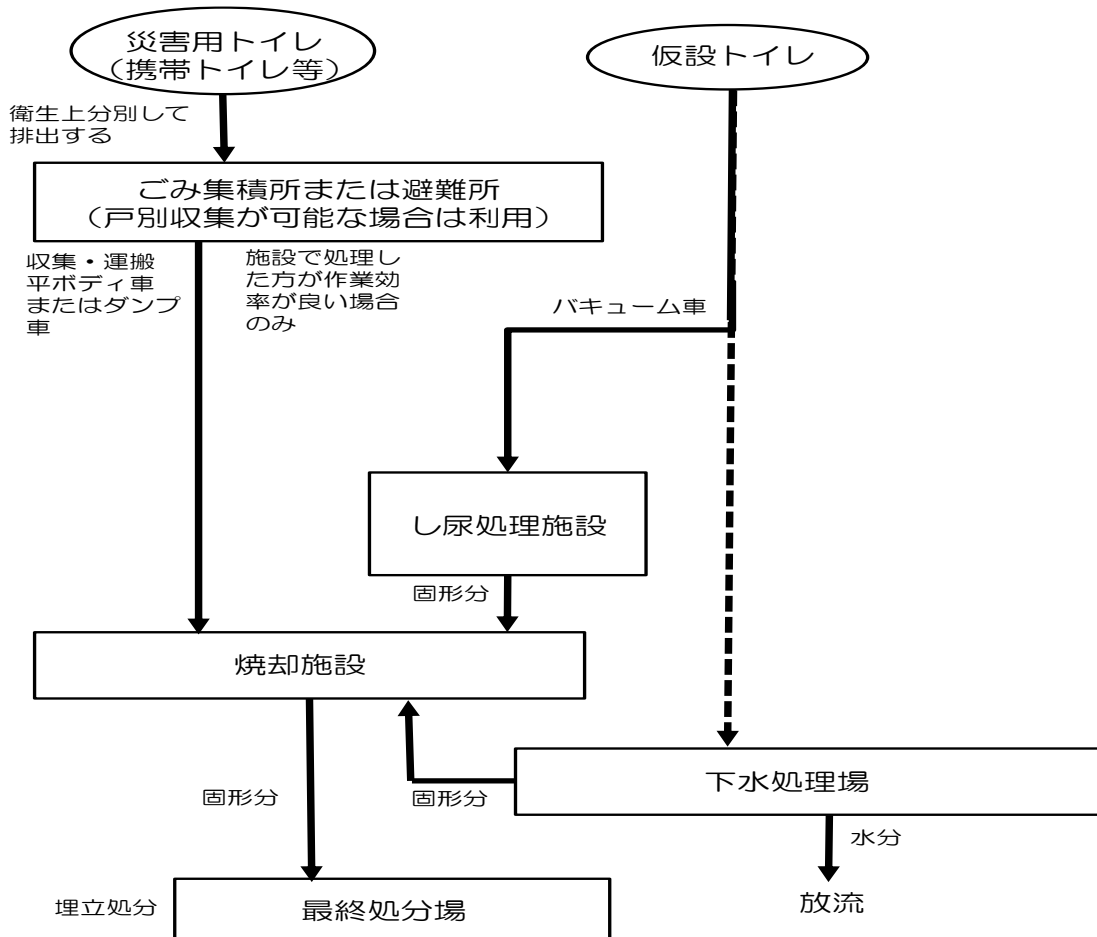 災害用トイレ
(携帯トイレ等)
仮設トイレ
衛生上分別して
排出する
ごみ集積所または避難所
(戸別収集が可能な場合は利用)
収集・運搬
平ボディ車
またはダンプ
車
施設で処理し
た方が作業効
率が良い場合
のみ
バキューム車
し尿処理施設
固形分
焼却施設
下水処理場
固形分
固形分
水分
放流
埋立処分
最終処分場